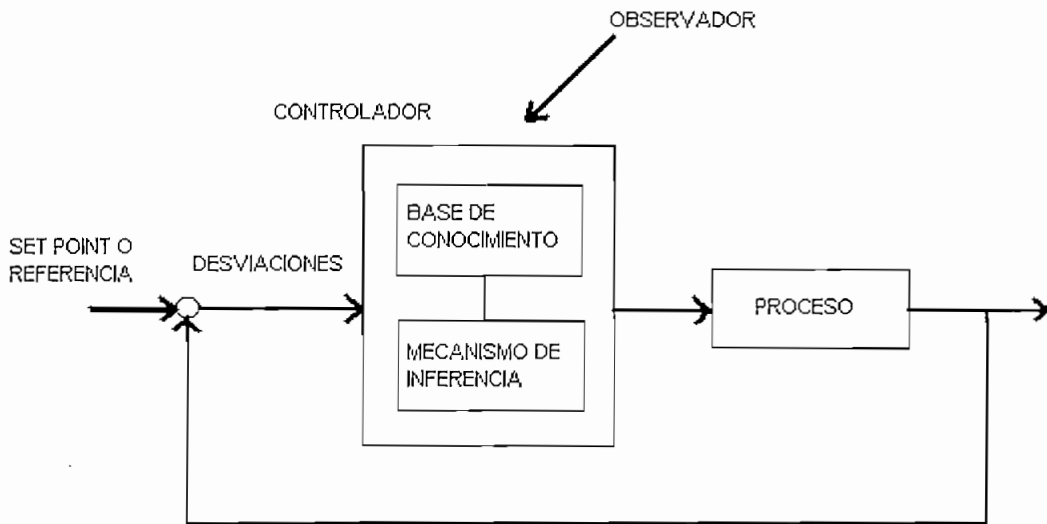 OBSERVADOR
CONTROLADOR
BASE DE
CONOCIMIENTO
SET POINT O
REFERENCIA
DESVIACIONES
PROCESO
MECANISMO DE
INFERENCIA